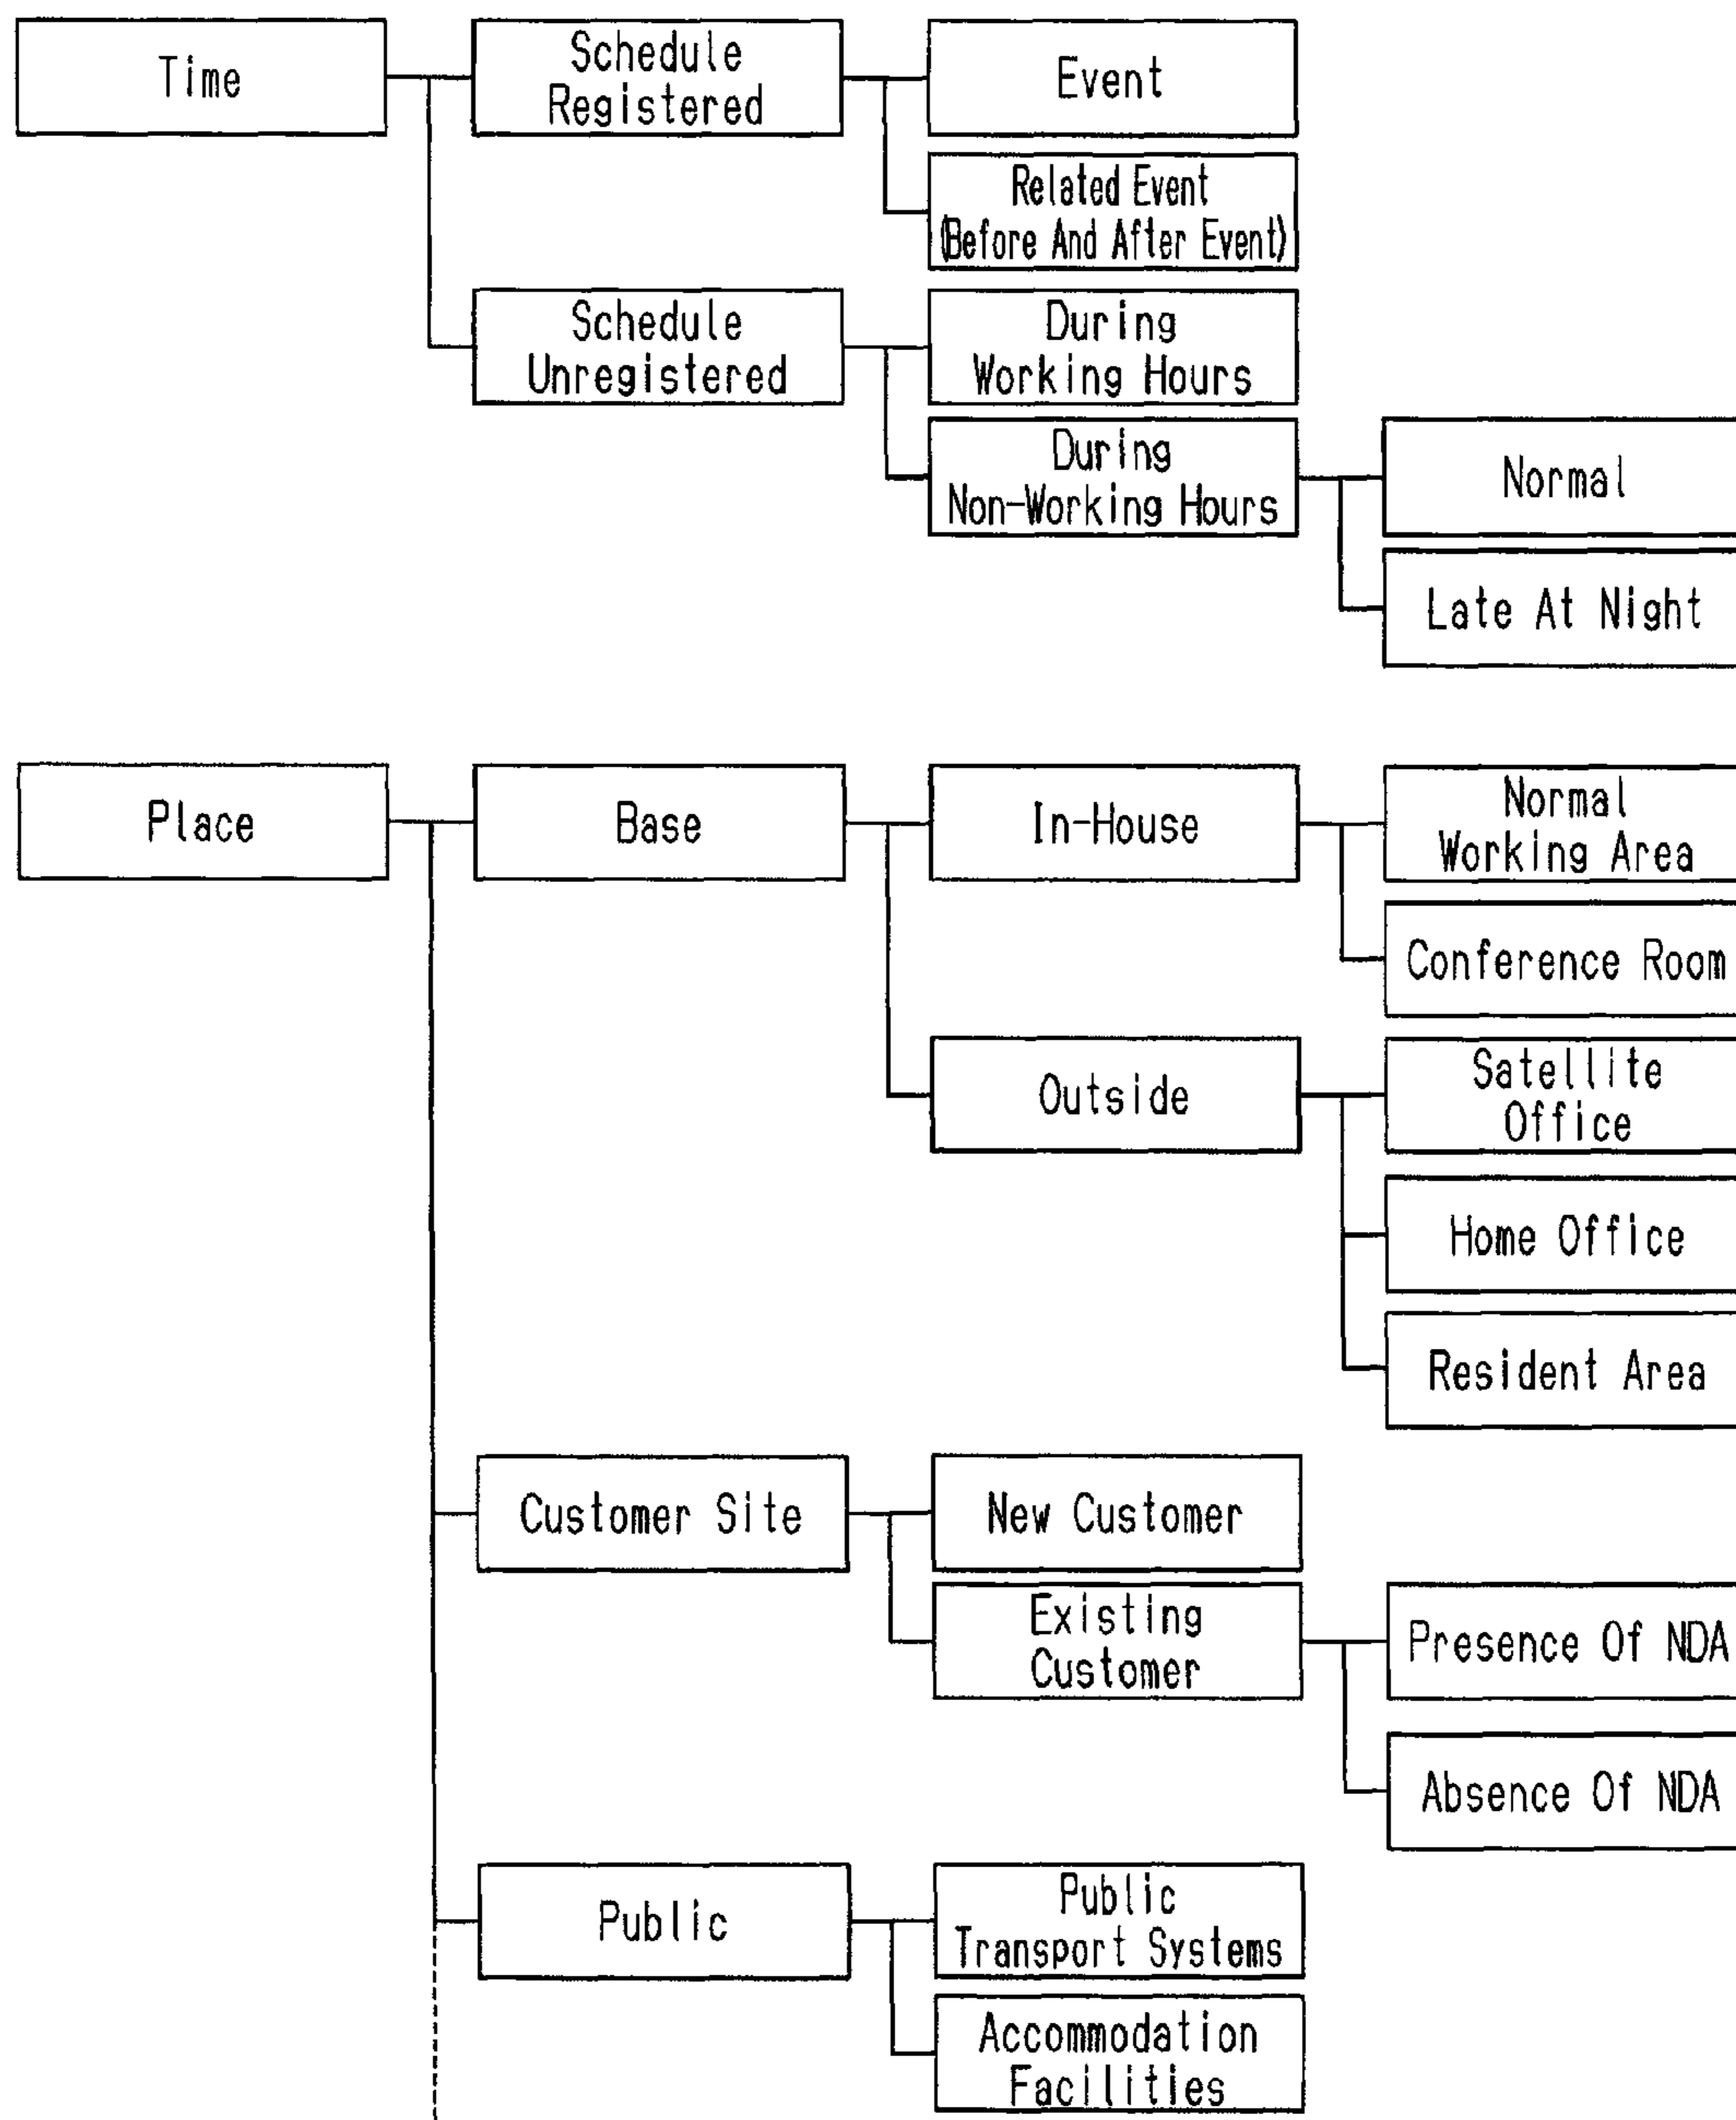 Time
Schedule
Registered
Event
Related Event
(Before And After Event)
Schedule
Unregistered
During
Working Hours
During
Non-Working Hours
Normal
Late At Night
Place
Base
In-House
Normal
Working Area
Conference Room
Outside
Satellite
Office
Home Office
Resident Area
Customer Site
New Customer
Existing
Customer
Presence Of NDA
Absence Of NDA
Public
Public
Transport Systems
Accommodation
Facilities